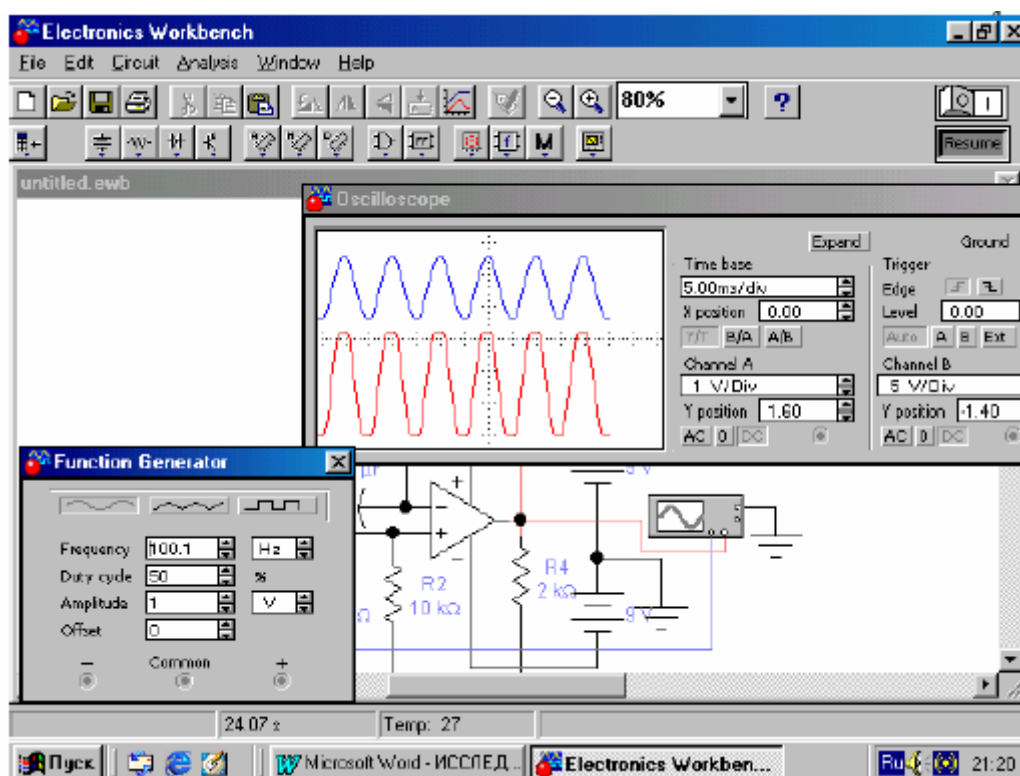 Electronics Workbench
File Edit Circuit Analysis Window Help
80% ?
M Resume
untitled.ewb
Oscilloscope
Expand Ground
Time base Trigger
5.00ms/div Edge
X position 0.00 Level 0.00
Y/T B/A A/B Auto A B Ext
Channel A Channel B
1 V/Div 5 V/Div
Y position 1.60 Y position -1.40
AC 0 DC AC 0 DC
Function Generator
Frequency 100.1 Hz
Duty cycle 50 %
Amplitude 1 V
Offset 0
− Common +
µF
9 V
R2
10 kΩ
R4
2 kΩ
9 V
Ω
24.07 s Temp: 27
Пуск Microsoft Word - ИССЛЕД... Electronics Workben... Ru 21:20